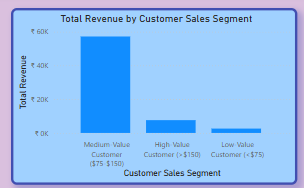 Total Revenue by Customer Sales Segment
₹ 60K
₹ 40K
₹ 20K
₹ 0K
Total Revenue
Medium-Value
Customer
($75-$150)
High-Value
Customer (>$150)
Low-Value
Customer (<$75)
Customer Sales Segment